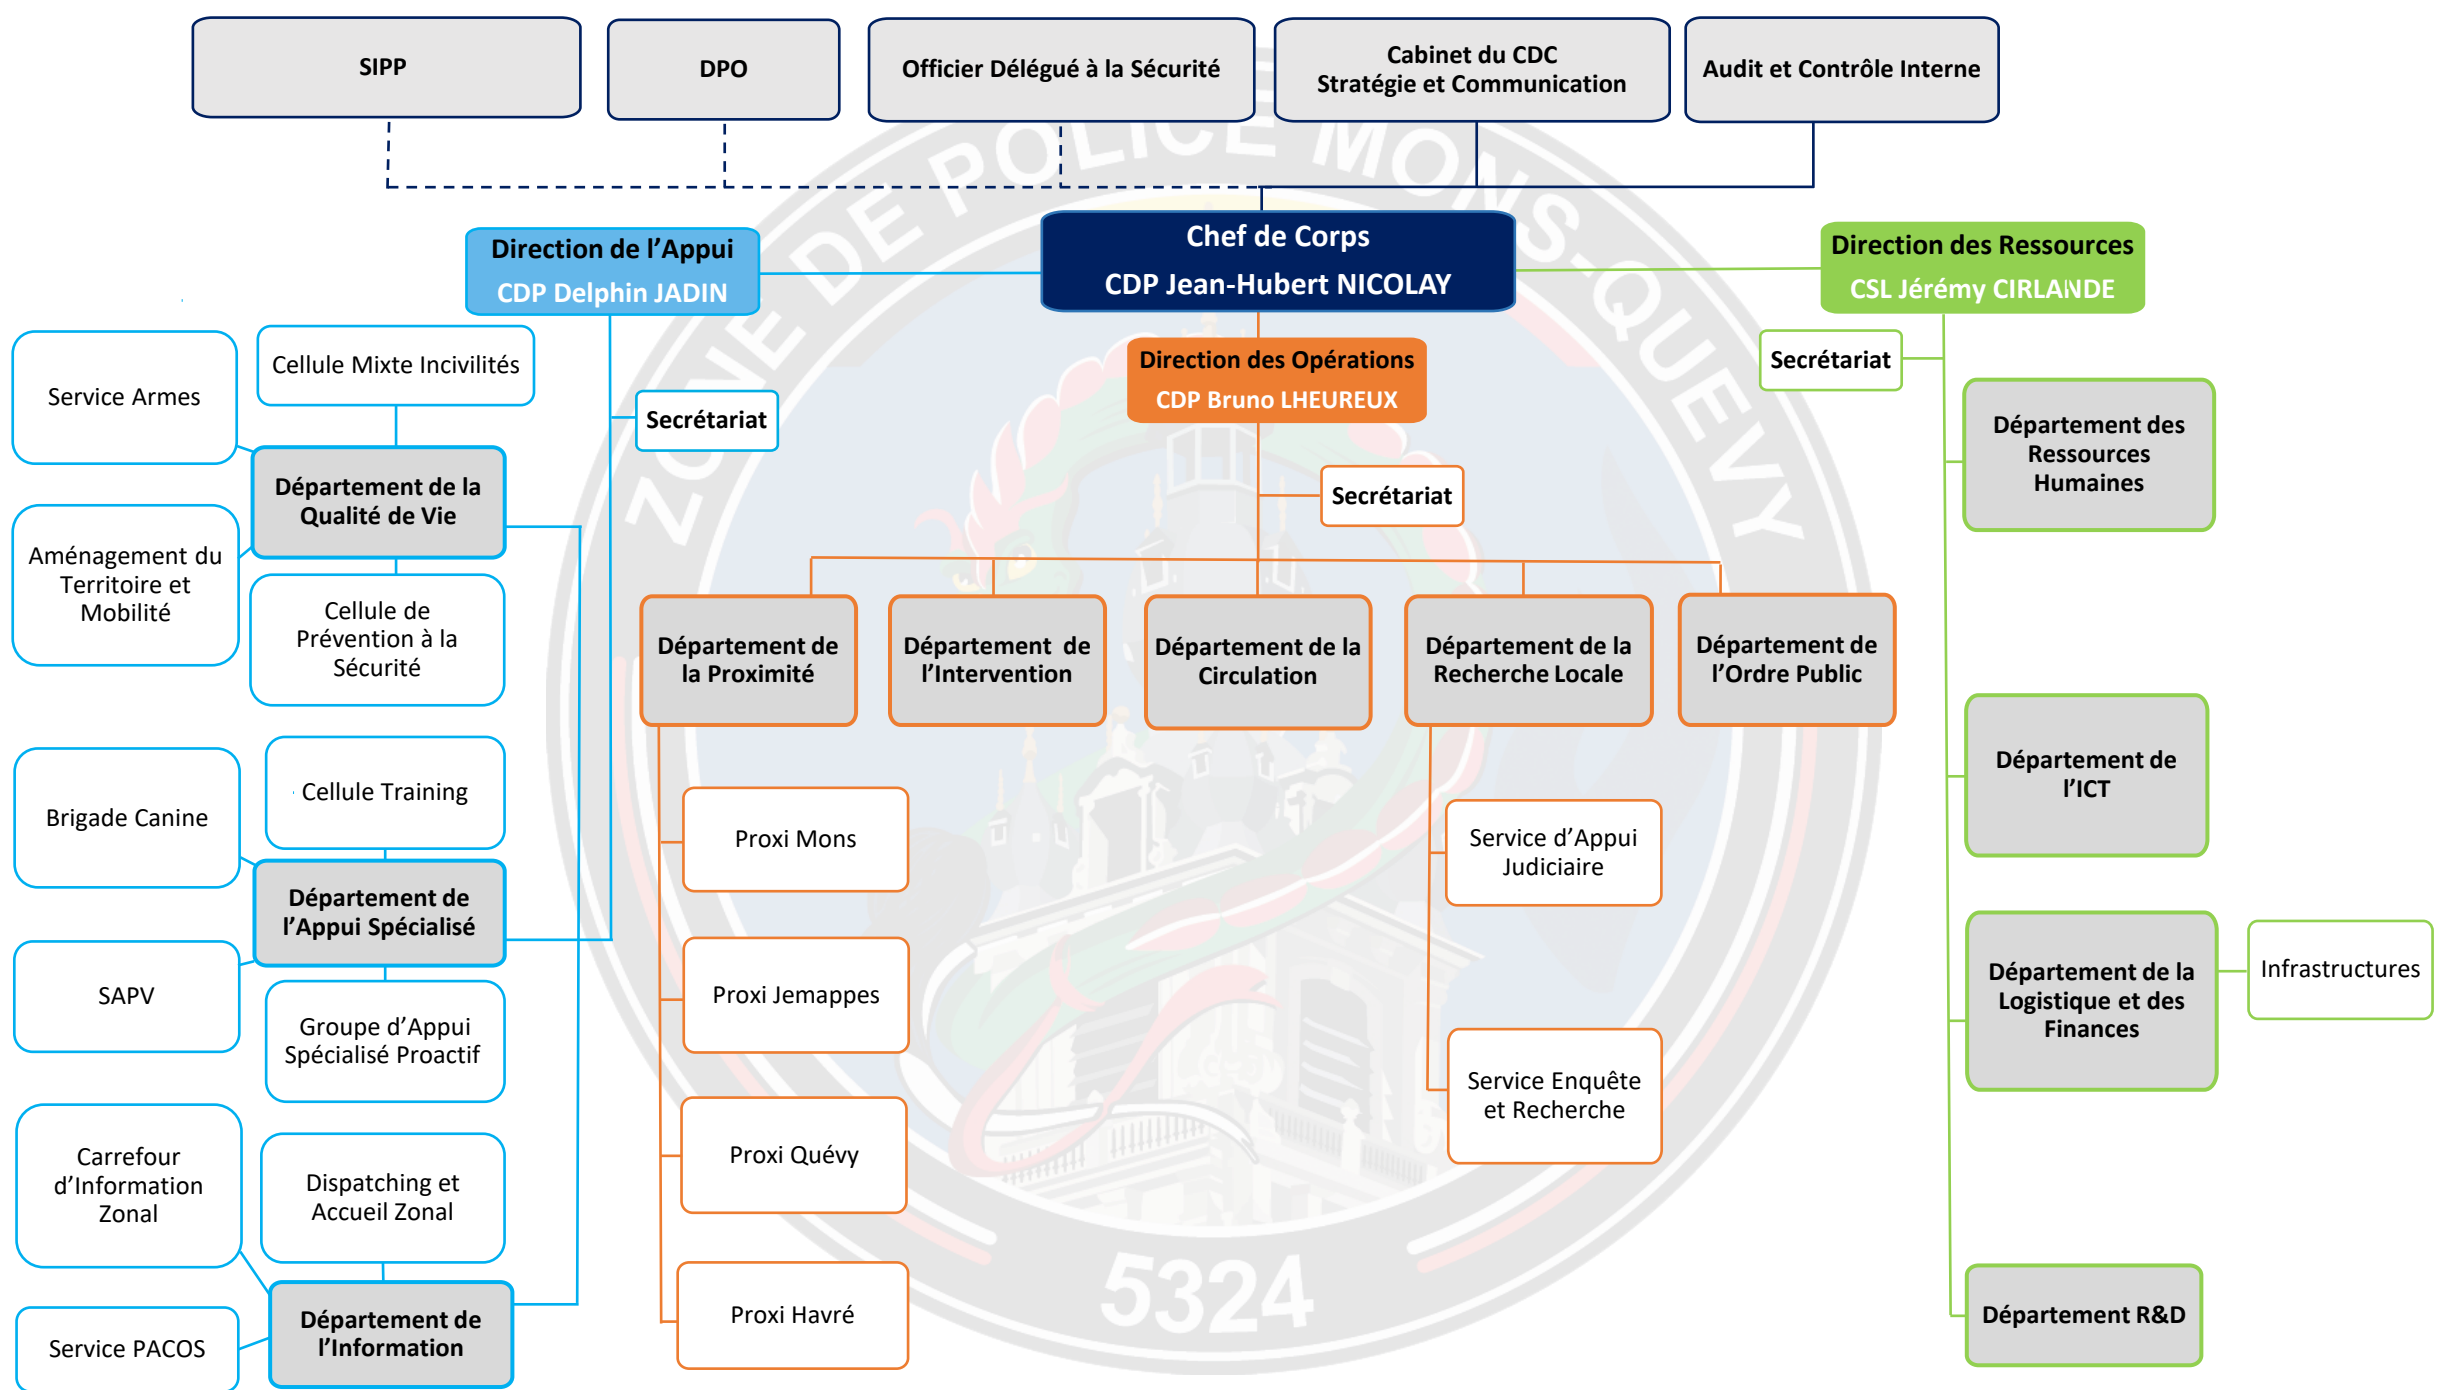 SIPP
DPO
Officier Délégué à la Sécurité
Cabinet du CDC
Stratégie et Communication
Audit et Contrôle Interne
ZONE DE POLICE MONS-QUEVY
Direction de l'Appui
CDP Delphin JADIN
Chef de Corps
CDP Jean-Hubert NICOLAY
Direction des Ressources
CSL Jérémy CIRLANDE
Direction des Opérations
CDP Bruno LHEUREUX
Secrétariat
Secrétariat
Secrétariat
Service Armes
Cellule Mixte Incivilités
Département de la
Qualité de Vie
Aménagement du
Territoire et
Mobilité
Cellule de
Prévention à la
Sécurité
Brigade Canine
Cellule Training
Département de
l'Appui Spécialisé
SAPV
Groupe d'Appui
Spécialisé Proactif
Carrefour
d'Information
Zonal
Dispatching et
Accueil Zonal
Service PACOS
Département de
l'Information
Département de
la Proximité
Département  de
l'Intervention
Département de la
Circulation
Département de la
Recherche Locale
Département de
l'Ordre Public
Proxi Mons
Proxi Jemappes
Proxi Quévy
Proxi Havré
Service d'Appui
Judiciaire
Service Enquête
et Recherche
Département des
Ressources
Humaines
Département de
l'ICT
Département de la
Logistique et des
Finances
Infrastructures
Département R&D
5324